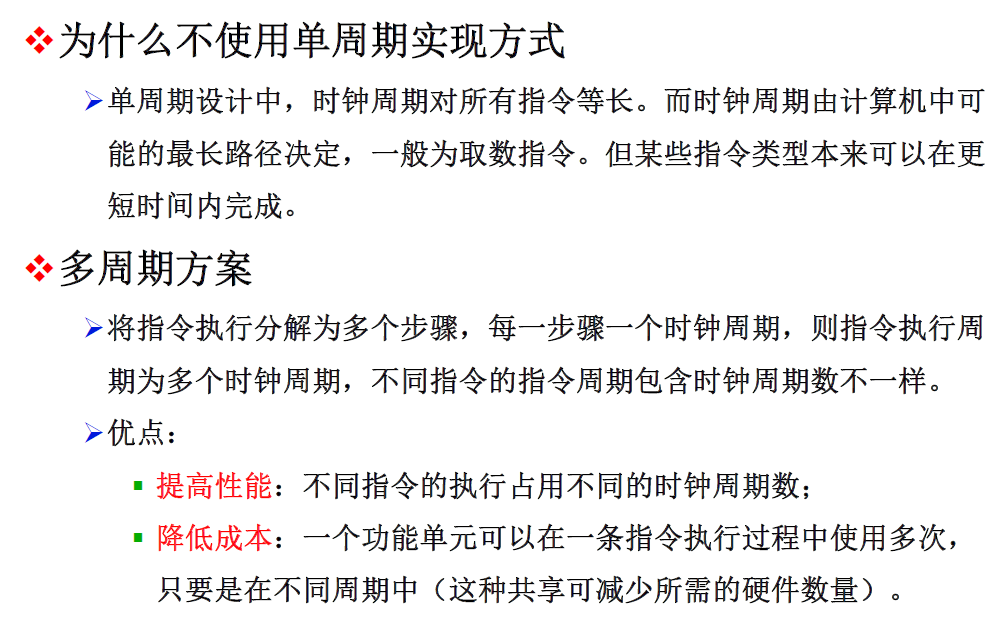 为什么不使用单周期实现方式
单周期设计中，时钟周期对所有指令等长。而时钟周期由计算机中可
能的最长路径决定，一般为取数指令。但某些指令类型本来可以在更
短时间内完成。
多周期方案
将指令执行分解为多个步骤，每一步骤一个时钟周期，则指令执行周
期为多个时钟周期，不同指令的指令周期包含时钟周期数不一样。
优点：
提高性能：不同指令的执行占用不同的时钟周期数；
降低成本：一个功能单元可以在一条指令执行过程中使用多次，
只要是在不同周期中（这种共享可减少所需的硬件数量）。